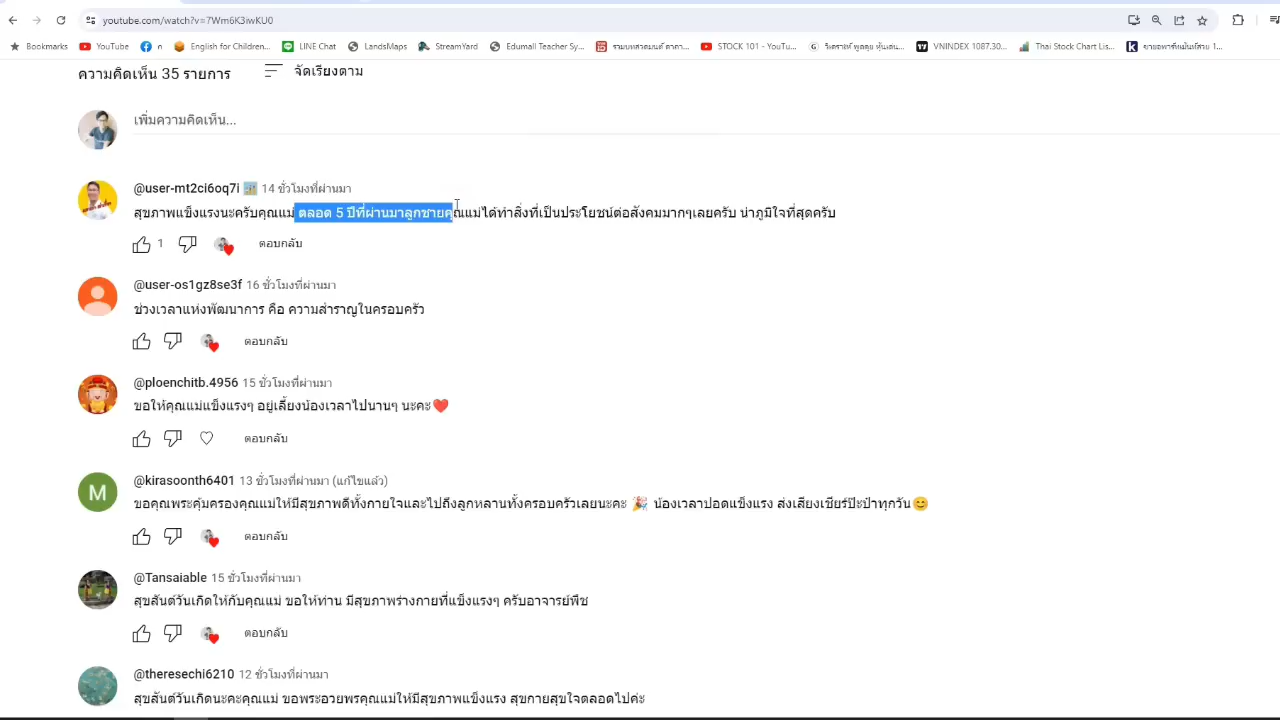 youtube.com/watch?v=7Wm6K3iwKU0
Bookmarks YouTube English for Children... LINE Chat LandsMaps StreamYard Edumall Teacher Sy... STOCK 101 - YouTu... VNINDEX 1087.30... Thai Stock Chart Lis...
ความคิดเห็น 35 รายการ จัดเรียงตาม
เพิ่มความคิดเห็น...
@user-mt2ci6oq7i 14 ชั่วโมงที่ผ่านมา
สุขภาพแข็งแรงนะครับคุณแม่ ตลอด 5 ปีที่ผ่านมาลูกชายคุณแม่ได้ทำสิ่งที่เป็นประโยชน์ต่อสังคมมากๆเลยครับ น่าภูมิใจที่สุดครับ
1 ตอบกลับ
@user-os1gz8se3f 16 ชั่วโมงที่ผ่านมา
ช่วงเวลาแห่งพัฒนาการ คือ ความสำราญในครอบครัว
ตอบกลับ
@ploenchitb.4956 15 ชั่วโมงที่ผ่านมา
ขอให้คุณแม่แข็งแรงๆ อยู่เลี้ยงน้องเวลาไปนานๆ นะคะ❤️
ตอบกลับ
M
@kirasoonth6401 13 ชั่วโมงที่ผ่านมา (แก้ไขแล้ว)
ขอคุณพระคุ้มครองคุณแม่ให้มีสุขภาพดีทั้งกายใจและไปถึงลูกหลานทั้งครอบครัวเลยนะคะ 🎉 น้องเวลาปอดแข็งแรง ส่งเสียงเชียร์ป๊ะป๋าทุกวัน😊
ตอบกลับ
@Tansaiable 15 ชั่วโมงที่ผ่านมา
สุขสันต์วันเกิดให้กับคุณแม่ ขอให้ท่าน มีสุขภาพร่างกายที่แข็งแรงๆ ครับอาจารย์พีช
ตอบกลับ
@theresechi6210 12 ชั่วโมงที่ผ่านมา
สุขสันต์วันเกิดนะคะคุณแม่ ขอพระอวยพรคุณแม่ให้มีสุขภาพแข็งแรง สุขกายสุขใจตลอดไปค่ะ